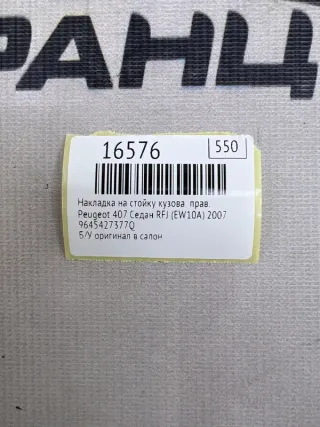 РАНЦ
16576
550
Накладка на стойку кузова прав.
Peugeot 407 Седан RFJ (EW10A) 2007
9645427377Q
Б/У оригинал в салон